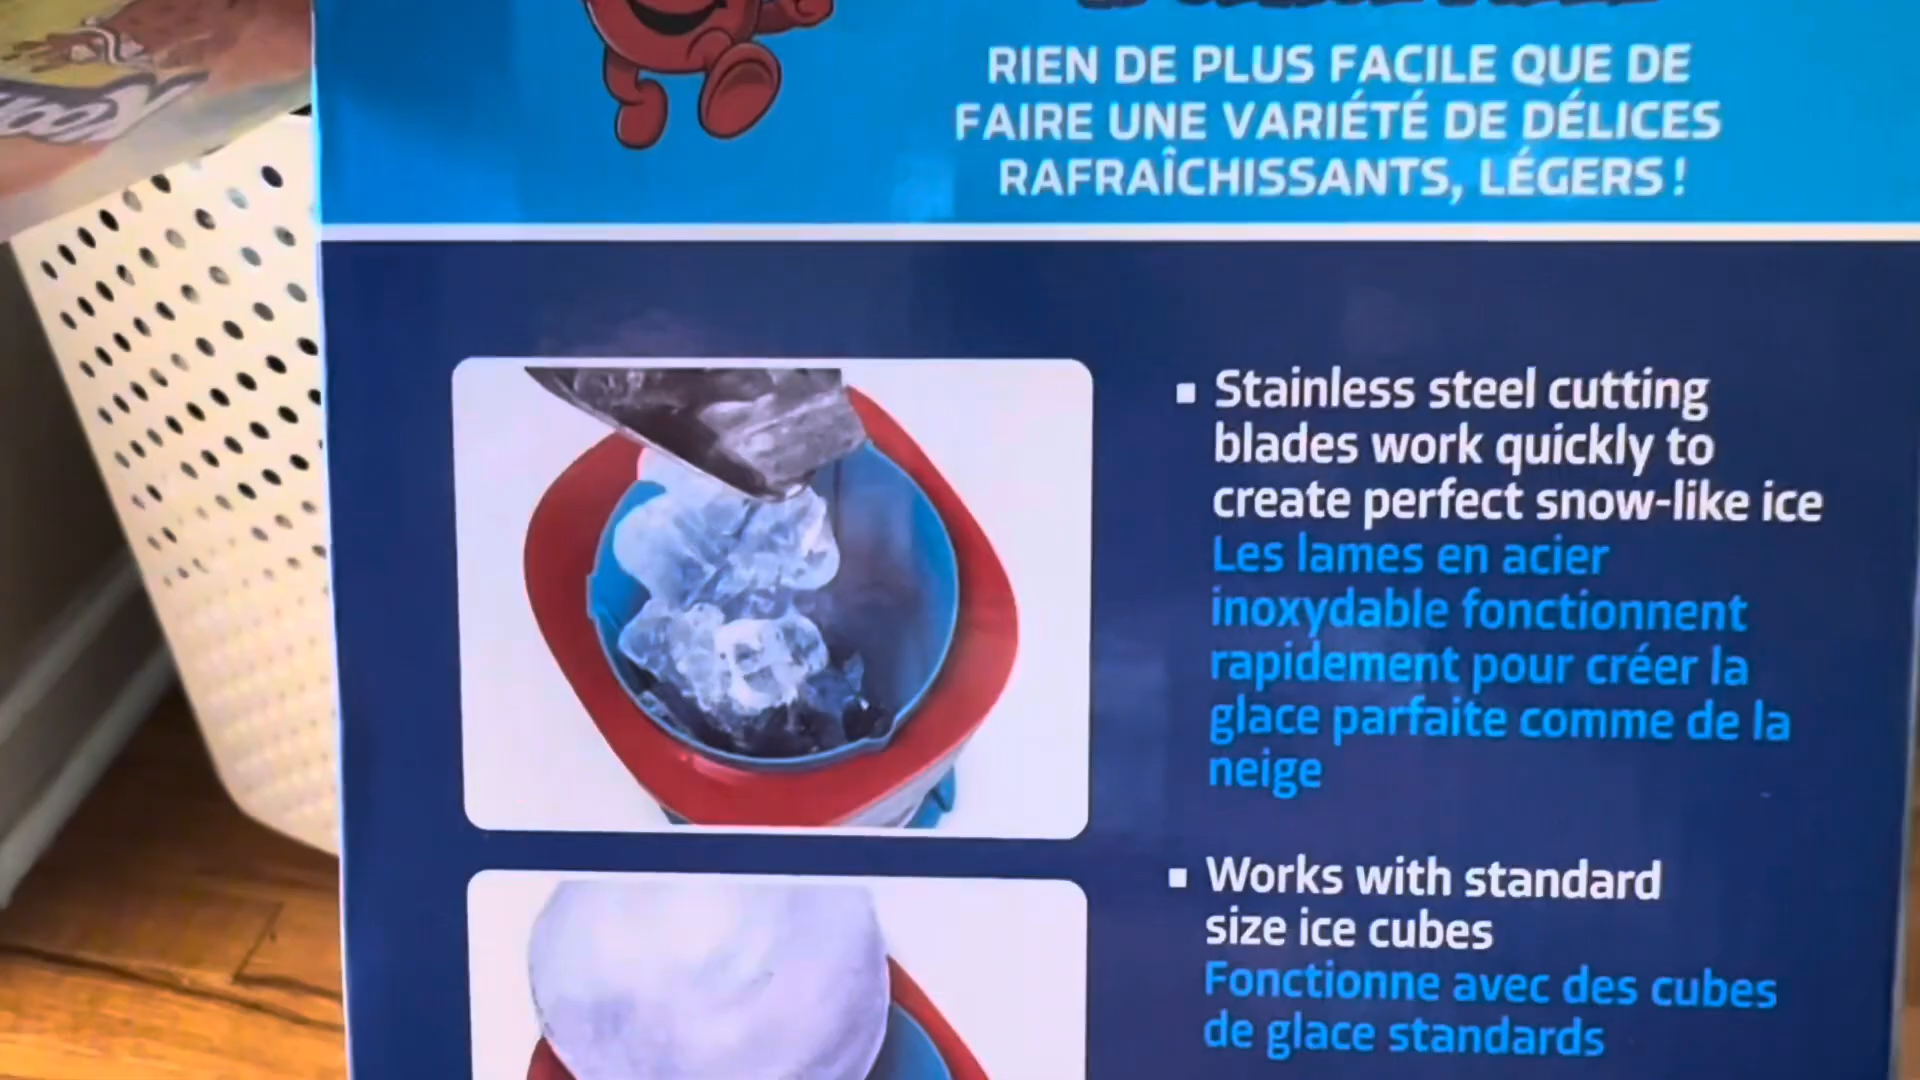 RIEN DE PLUS FACILE QUE DE
FAIRE UNE VARIÉTÉ DE DÉLICES
RAFRAÎCHISSANTS, LÉGERS !
▪ Stainless steel cutting
blades work quickly to
create perfect snow-like ice
Les lames en acier
inoxydable fonctionnent
rapidement pour créer la
glace parfaite comme de la
neige
▪ Works with standard
size ice cubes
Fonctionne avec des cubes
de glace standards